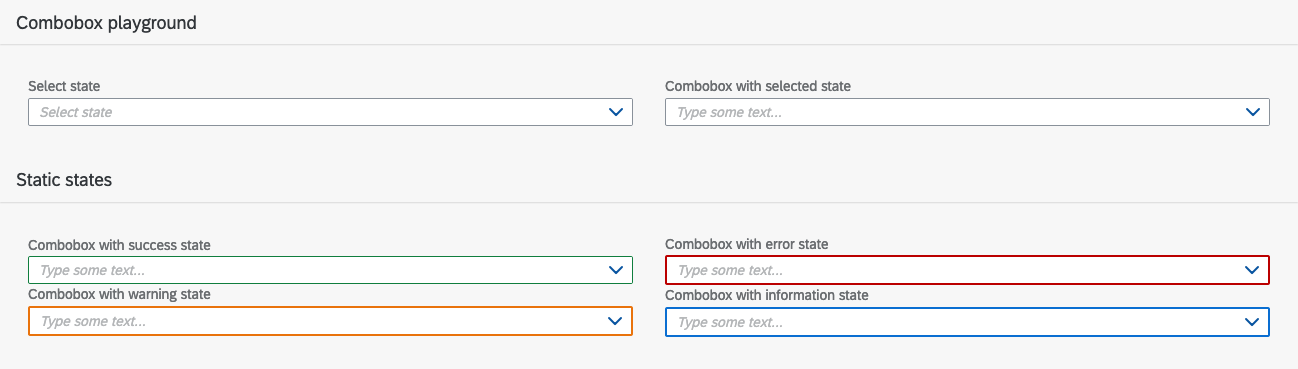 Combobox playground
Select state
Select state
Combobox with selected state
Type some text...
Static states
Combobox with success state
Type some text...
Combobox with error state
Type some text...
Combobox with warning state
Type some text...
Combobox with information state
Type some text...